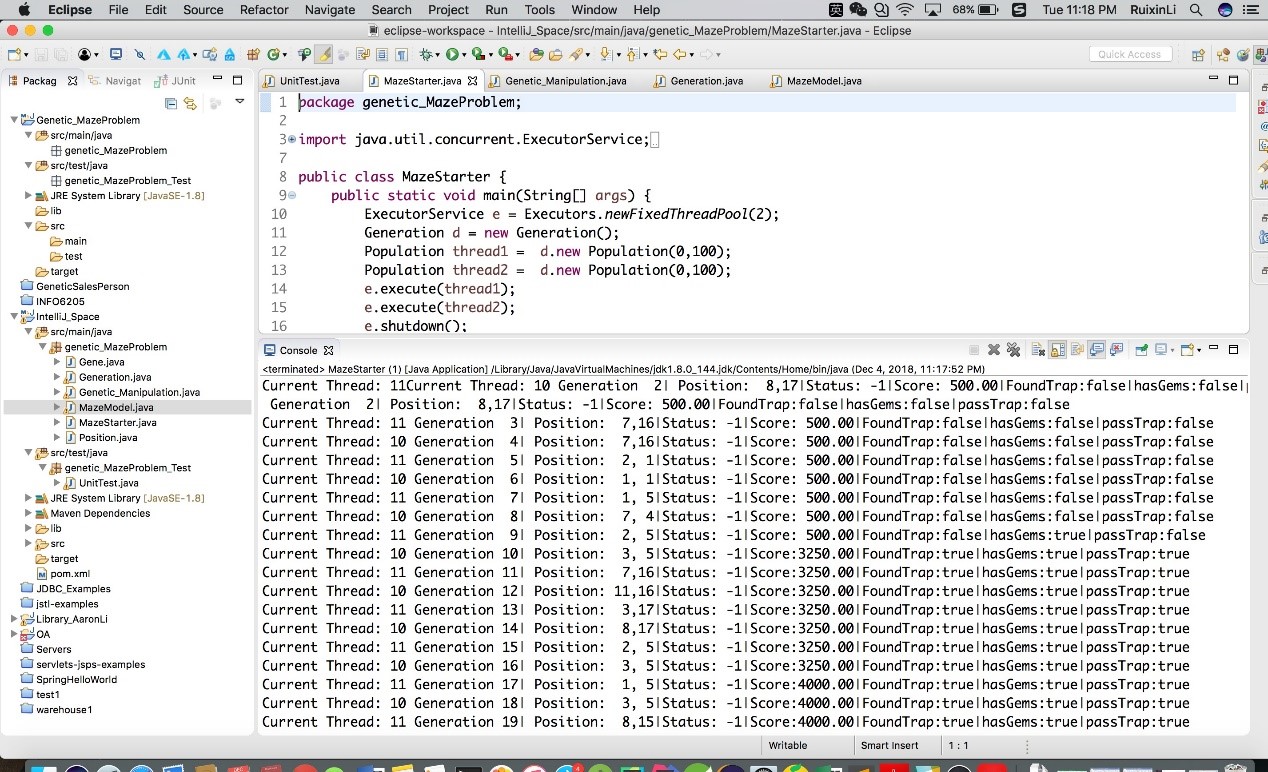 Eclipse File Edit Source Refactor Navigate Search Project Run Tools Window Help 英 68% S Tue 11:18 PM RuixinLi
eclipse-workspace - IntelliJ_Space/src/main/java/genetic_MazeProblem/MazeStarter.java - Eclipse
Quick Access
Packag Navigat JUnit
Genetic_MazeProblem
src/main/java
genetic_MazeProblem
src/test/java
genetic_MazeProblem_Test
JRE System Library [JavaSE-1.8]
lib
src
main
test
target
GeneticSalesPerson
INFO6205
IntelliJ_Space
src/main/java
genetic_MazeProblem
Gene.java
Generation.java
Genetic_Manipulation.java
MazeModel.java
MazeStarter.java
Position.java
src/test/java
genetic_MazeProblem_Test
UnitTest.java
JRE System Library [JavaSE-1.8]
Maven Dependencies
lib
src
target
pom.xml
JDBC_Examples
jstl-examples
Library_AaronLi
OA
Servers
servlets-jsps-examples
SpringHelloWorld
test1
warehouse1
UnitTest.java MazeStarter.java Genetic_Manipulation.java Generation.java MazeModel.java
1 package genetic_MazeProblem;
2
3 import java.util.concurrent.ExecutorService;
7
8 public class MazeStarter {
9 public static void main(String[] args) {
10 ExecutorService e = Executors.newFixedThreadPool(2);
11 Generation d = new Generation();
12 Population thread1 =  d.new Population(0,100);
13 Population thread2 =  d.new Population(0,100);
14 e.execute(thread1);
15 e.execute(thread2);
16 e.shutdown();
Console
<terminated> MazeStarter (1) [Java Application] /Library/Java/JavaVirtualMachines/jdk1.8.0_144.jdk/Contents/Home/bin/java (Dec 4, 2018, 11:17:52 PM)
Current Thread: 11Current Thread: 10 Generation  2| Position:  8,17|Status: -1|Score: 500.00|FoundTrap:false|hasGems:false|
Generation  2| Position:  8,17|Status: -1|Score: 500.00|FoundTrap:false|hasGems:false|passTrap:false
Current Thread: 11 Generation  3| Position:  7,16|Status: -1|Score: 500.00|FoundTrap:false|hasGems:false|passTrap:false
Current Thread: 10 Generation  4| Position:  7,16|Status: -1|Score: 500.00|FoundTrap:false|hasGems:false|passTrap:false
Current Thread: 11 Generation  5| Position:  2, 1|Status: -1|Score: 500.00|FoundTrap:false|hasGems:false|passTrap:false
Current Thread: 10 Generation  6| Position:  1, 1|Status: -1|Score: 500.00|FoundTrap:false|hasGems:false|passTrap:false
Current Thread: 11 Generation  7| Position:  1, 5|Status: -1|Score: 500.00|FoundTrap:false|hasGems:false|passTrap:false
Current Thread: 10 Generation  8| Position:  7, 4|Status: -1|Score: 500.00|FoundTrap:false|hasGems:false|passTrap:false
Current Thread: 11 Generation  9| Position:  2, 5|Status: -1|Score: 500.00|FoundTrap:false|hasGems:true|passTrap:false
Current Thread: 10 Generation 10| Position:  3, 5|Status: -1|Score:3250.00|FoundTrap:true|hasGems:true|passTrap:true
Current Thread: 11 Generation 11| Position:  7,16|Status: -1|Score:3250.00|FoundTrap:true|hasGems:true|passTrap:true
Current Thread: 10 Generation 12| Position: 11,16|Status: -1|Score:3250.00|FoundTrap:true|hasGems:true|passTrap:true
Current Thread: 11 Generation 13| Position:  3,17|Status: -1|Score:3250.00|FoundTrap:true|hasGems:true|passTrap:true
Current Thread: 10 Generation 14| Position:  8,17|Status: -1|Score:3250.00|FoundTrap:true|hasGems:true|passTrap:true
Current Thread: 11 Generation 15| Position:  2, 5|Status: -1|Score:3250.00|FoundTrap:true|hasGems:true|passTrap:true
Current Thread: 10 Generation 16| Position:  3, 5|Status: -1|Score:3250.00|FoundTrap:true|hasGems:true|passTrap:true
Current Thread: 11 Generation 17| Position:  1, 5|Status: -1|Score:4000.00|FoundTrap:true|hasGems:true|passTrap:true
Current Thread: 10 Generation 18| Position:  3, 5|Status: -1|Score:4000.00|FoundTrap:true|hasGems:true|passTrap:true
Current Thread: 11 Generation 19| Position:  8,15|Status: -1|Score:4000.00|FoundTrap:true|hasGems:true|passTrap:true
Writable Smart Insert 1 : 1